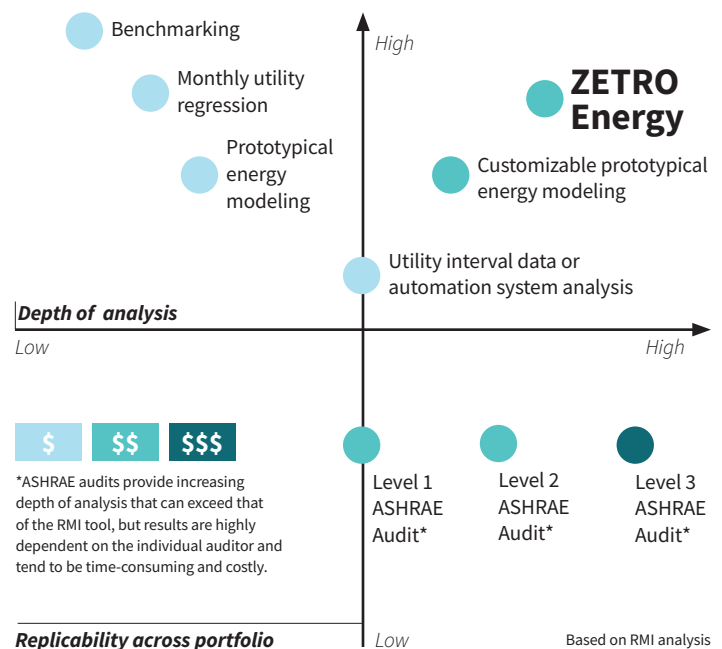 Benchmarking
High
Monthly utility
regression
ZETRO
Energy
Prototypical
energy
modeling
Customizable prototypical
energy modeling
Utility interval data or
automation system analysis
Depth of analysis
Low
High
$
$$
$$$
*ASHRAE audits provide increasing
depth of analysis that can exceed that
of the RMI tool, but results are highly
dependent on the individual auditor and
tend to be time-consuming and costly.
Level 1
ASHRAE
Audit*
Level 2
ASHRAE
Audit*
Level 3
ASHRAE
Audit*
Replicability across portfolio
Low
Based on RMI analysis